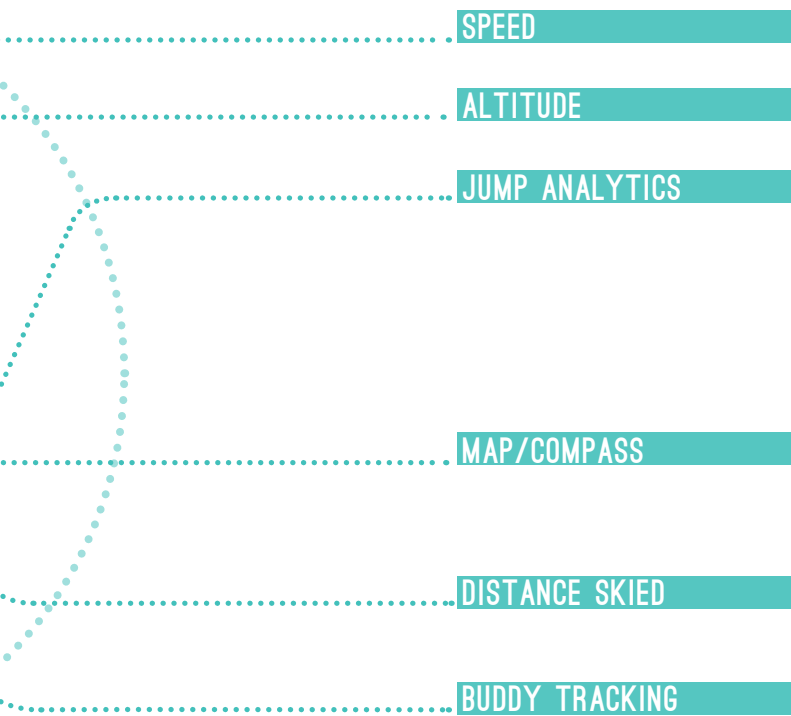 SPEED
ALTITUDE
JUMP ANALYTICS
MAP/COMPASS
DISTANCE SKIED
BUDDY TRACKING